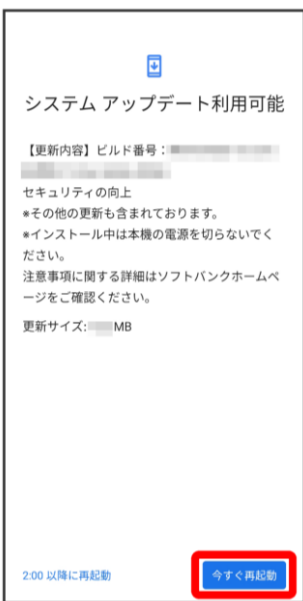 システム アップデート利用可能
【更新内容】ビルド番号：
セキュリティの向上
*その他の更新も含まれております。
*インストール中は本機の電源を切らないでく
ださい。
注意事項に関する詳細はソフトバンクホームペ
ージをご確認ください。
更新サイズ: MB
2:00 以降に再起動
今すぐ再起動